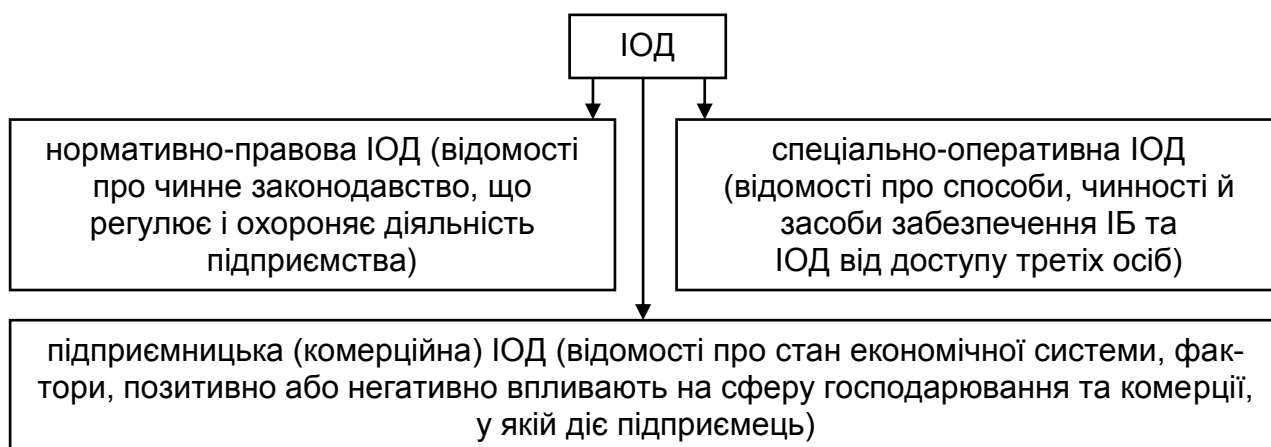 ІОД
нормативно-правова ІОД (відомості
про чинне законодавство, що
регулює і охороняє діяльність
підприємства)
спеціально-оперативна ІОД
(відомості про способи, чинності й
засоби забезпечення ІБ та
ІОД від доступу третіх осіб)
підприємницька (комерційна) ІОД (відомості про стан економічної системи, фак-
тори, позитивно або негативно впливають на сферу господарювання та комерції,
у якій діє підприємець)